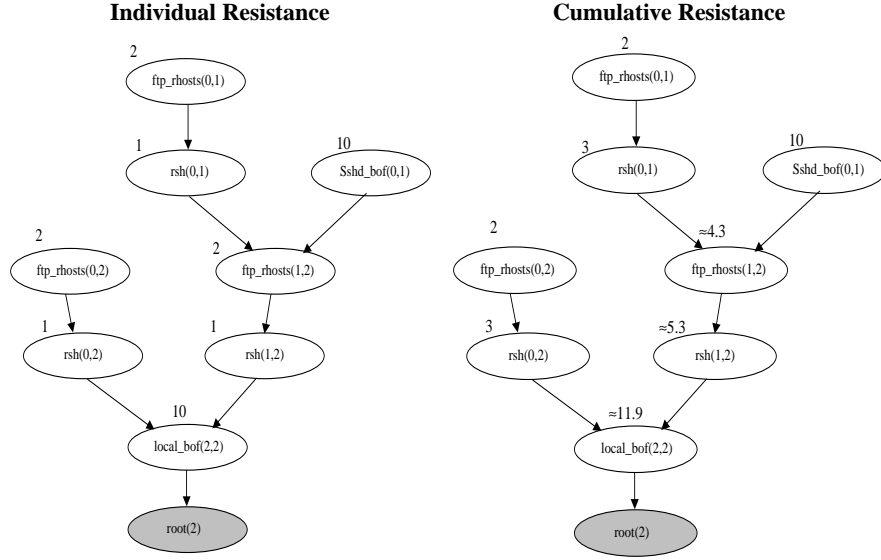 Individual Resistance
2
ftp_rhosts(0,1)
1
rsh(0,1)
10
Sshd_bof(0,1)
2
ftp_rhosts(0,2)
2
ftp_rhosts(1,2)
1
rsh(0,2)
1
rsh(1,2)
10
local_bof(2,2)
root(2)
Cumulative Resistance
2
ftp_rhosts(0,1)
3
rsh(0,1)
10
Sshd_bof(0,1)
2
ftp_rhosts(0,2)
≈4.3
ftp_rhosts(1,2)
3
rsh(0,2)
≈5.3
rsh(1,2)
≈11.9
local_bof(2,2)
root(2)